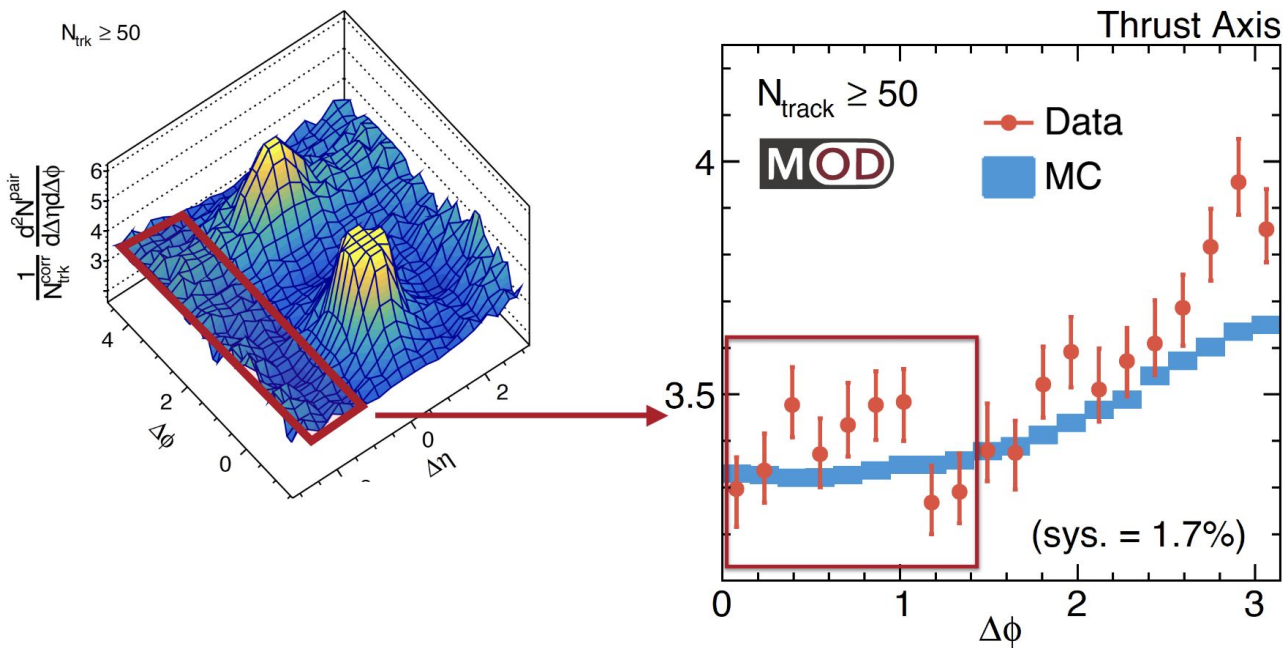 N_trk ≥ 50
1/N_trk^corr d²N^pair/dΔηdΔφ
6
5
4
3
4
2
0
Δφ
0
2
Δη
Thrust Axis
N_track ≥ 50
MOD
Data
MC
4
3.5
(sys. = 1.7%)
0 1 2 3
Δφ